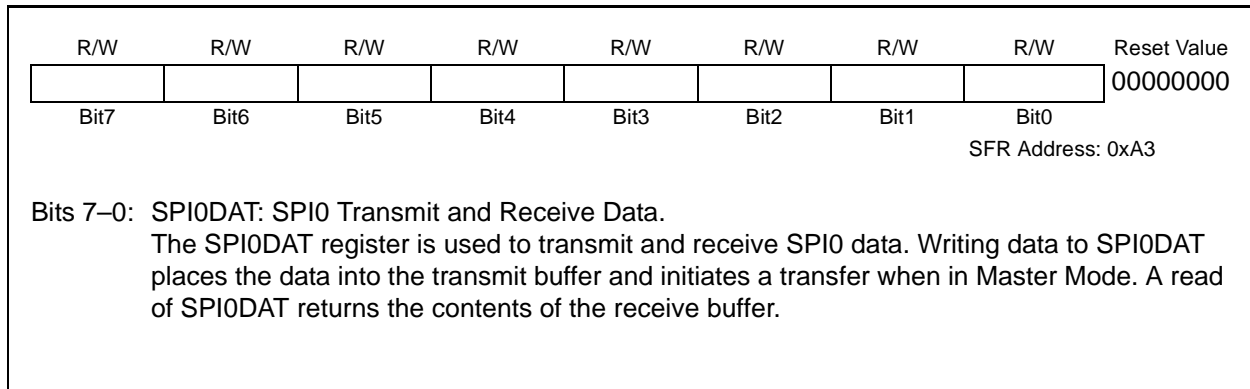 R/W R/W R/W R/W R/W R/W R/W R/W Reset Value
00000000
Bit7 Bit6 Bit5 Bit4 Bit3 Bit2 Bit1 Bit0
SFR Address: 0xA3
Bits 7–0: SPI0DAT: SPI0 Transmit and Receive Data.
The SPI0DAT register is used to transmit and receive SPI0 data. Writing data to SPI0DAT
places the data into the transmit buffer and initiates a transfer when in Master Mode. A read
of SPI0DAT returns the contents of the receive buffer.